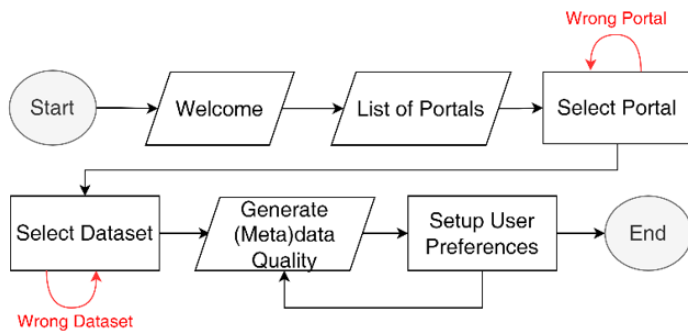 Wrong Portal
Start
Welcome
List of Portals
Select Portal
Select Dataset
Generate
(Meta)data
Quality
Setup User
Preferences
End
Wrong Dataset